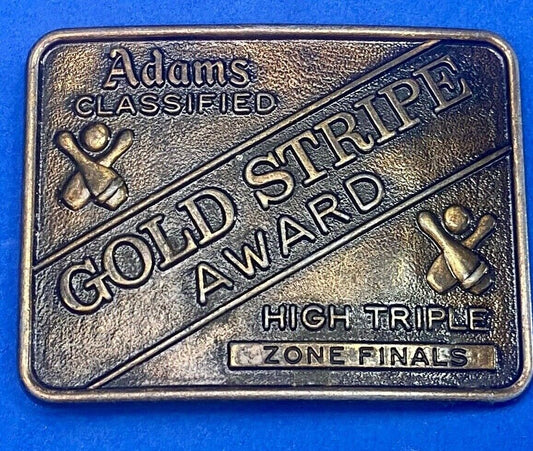 Adams
CLASSIFIED
GOLD STRIPE
AWARD
HIGH TRIPLE
ZONE FINALS